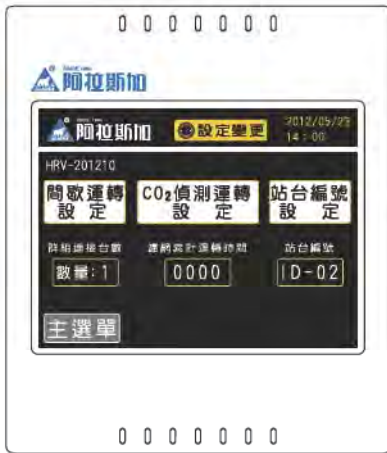 阿拉斯加
阿拉斯加 設定變更 2012/05/23
14:00
HRV-201210
間歇運轉 CO₂偵測運轉 站台編號
設 定 設 定 設 定
群組連接台數 連網累計運轉時間 站台編號
數量:1 0000 ID-02
主選單